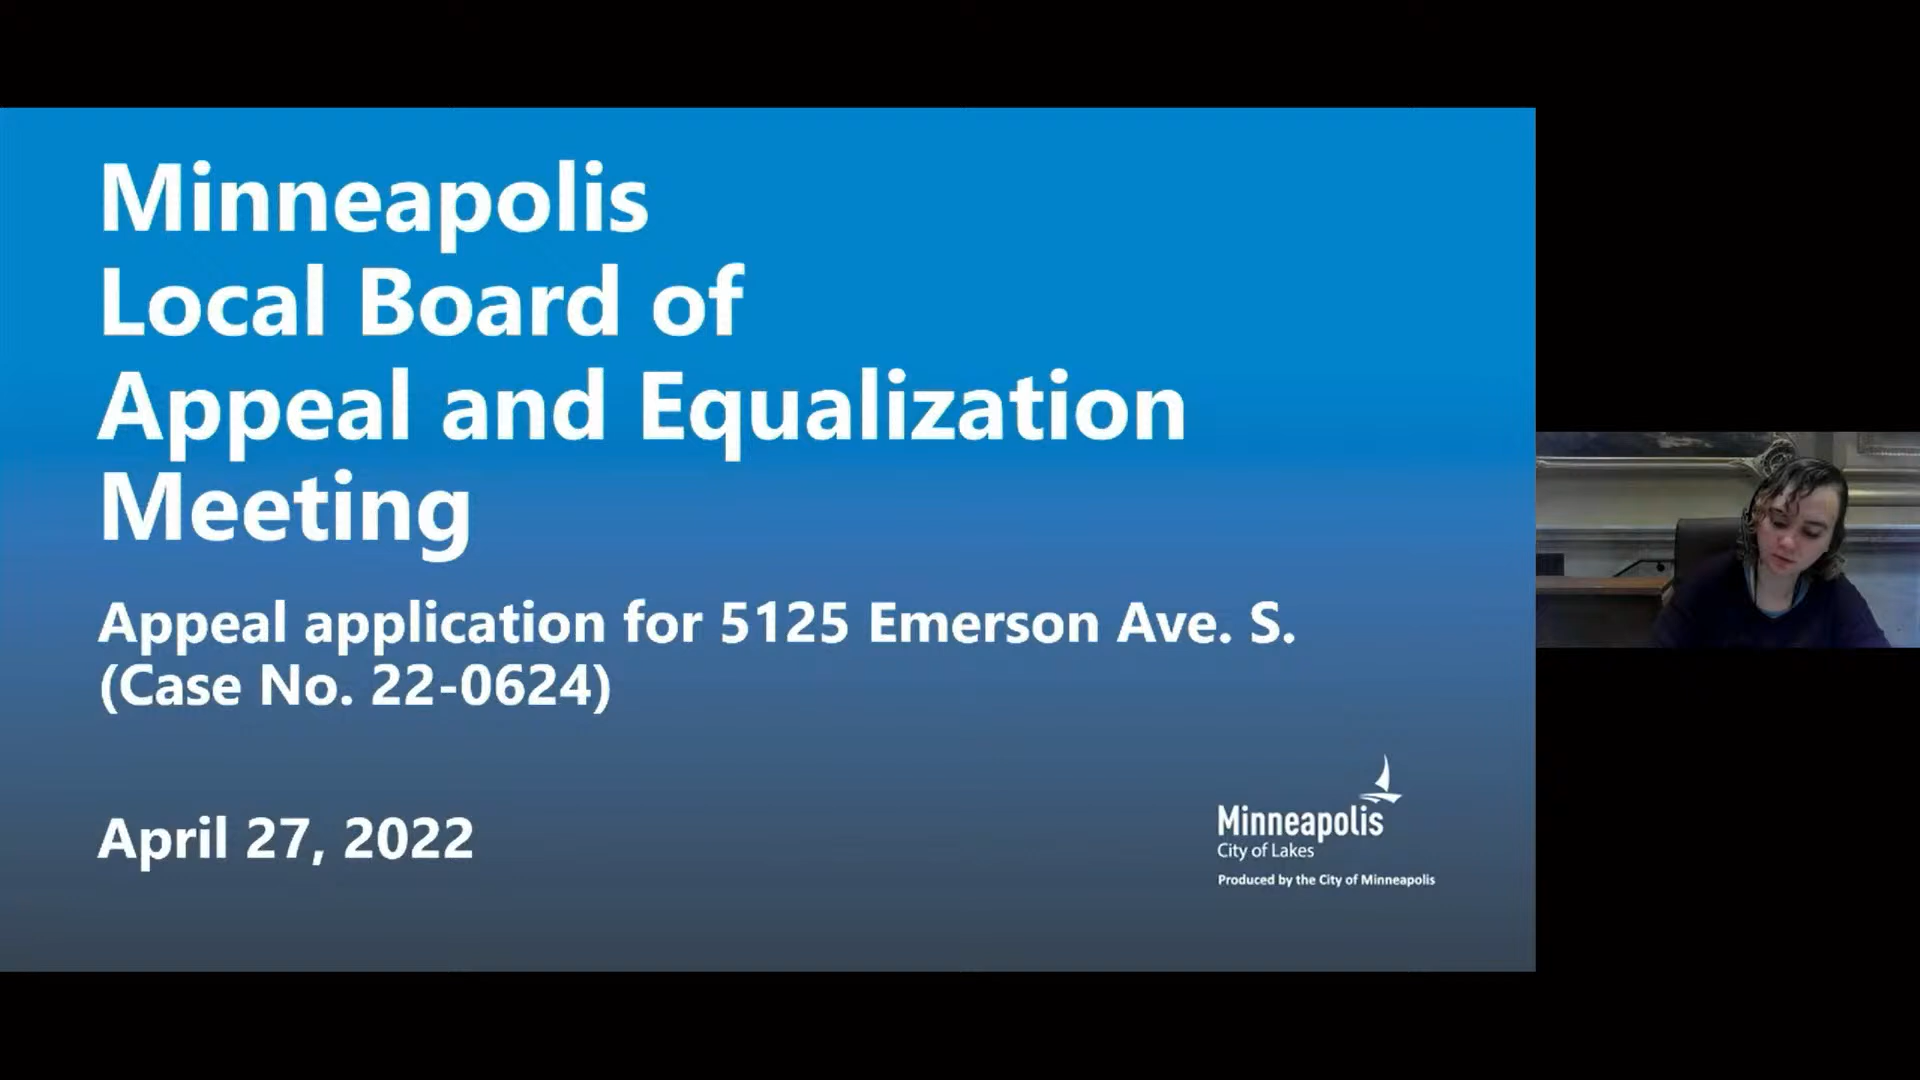 Minneapolis
Local Board of
Appeal and Equalization
Meeting
Appeal application for 5125 Emerson Ave. S.
(Case No. 22-0624)
April 27, 2022
Minneapolis
City of Lakes
Produced by the City of Minneapolis